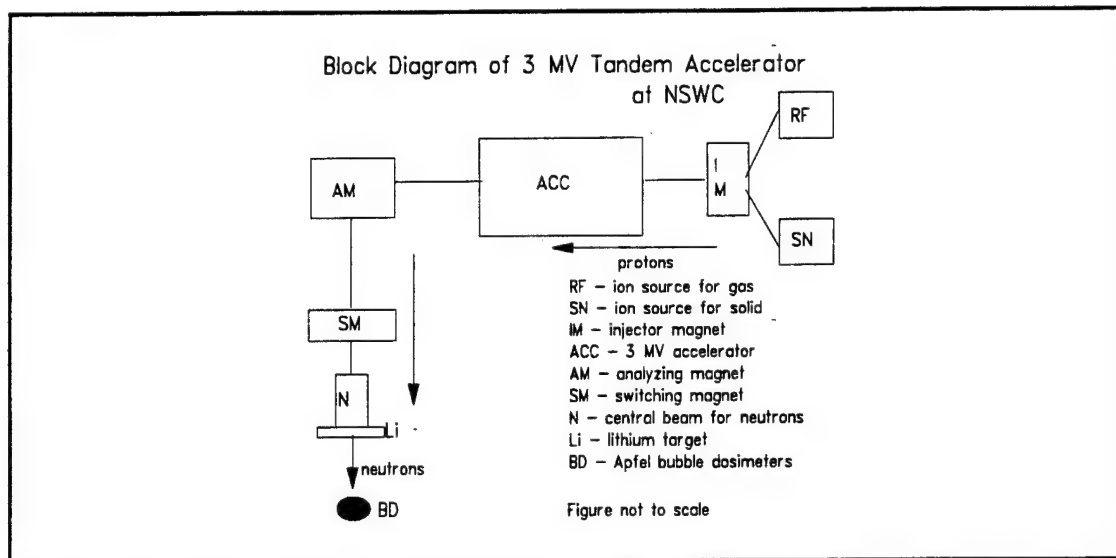 Block Diagram of 3 MV Tandem Accelerator
at NSWC
RF
I
M
ACC
AM
SN
protons
RF – ion source for gas
SN – ion source for solid
IM – injector magnet
ACC – 3 MV accelerator
AM – analyzing magnet
SM – switching magnet
N – central beam for neutrons
Li – lithium target
BD – Apfel bubble dosimeters
Figure not to scale
SM
N
Li
neutrons
BD